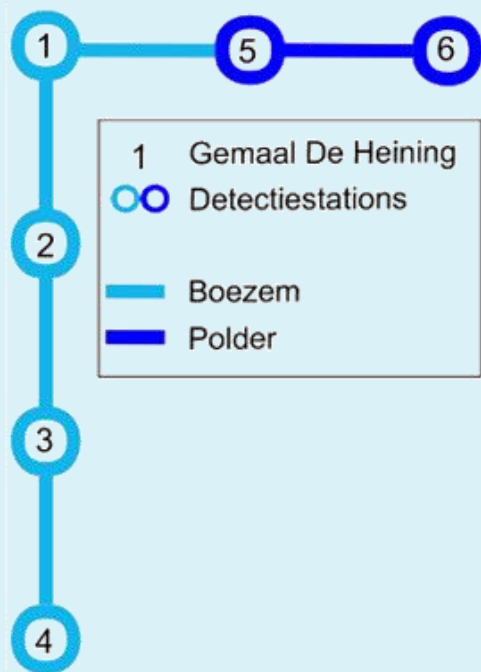 1 5 6
1 Gemaal De Heining
Detectiestations
2
Boezem
Polder
3
4